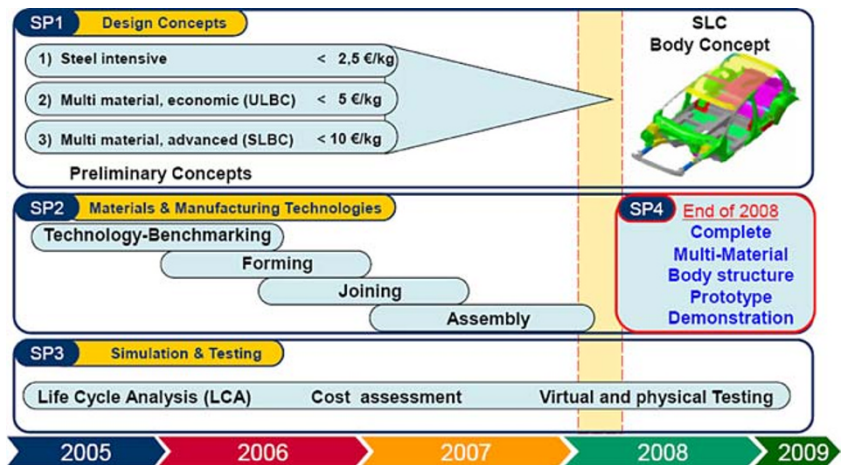 SP1 Design Concepts
1) Steel intensive < 2,5 €/kg
2) Multi material, economic (ULBC) < 5 €/kg
3) Multi material, advanced (SLBC) < 10 €/kg
Preliminary Concepts
SLC
Body Concept
SP2 Materials & Manufacturing Technologies
Technology-Benchmarking
Forming
Joining
Assembly
SP4 End of 2008
Complete
Multi-Material
Body structure
Prototype
Demonstration
SP3 Simulation & Testing
Life Cycle Analysis (LCA) Cost assessment Virtual and physical Testing
2005 2006 2007 2008 2009